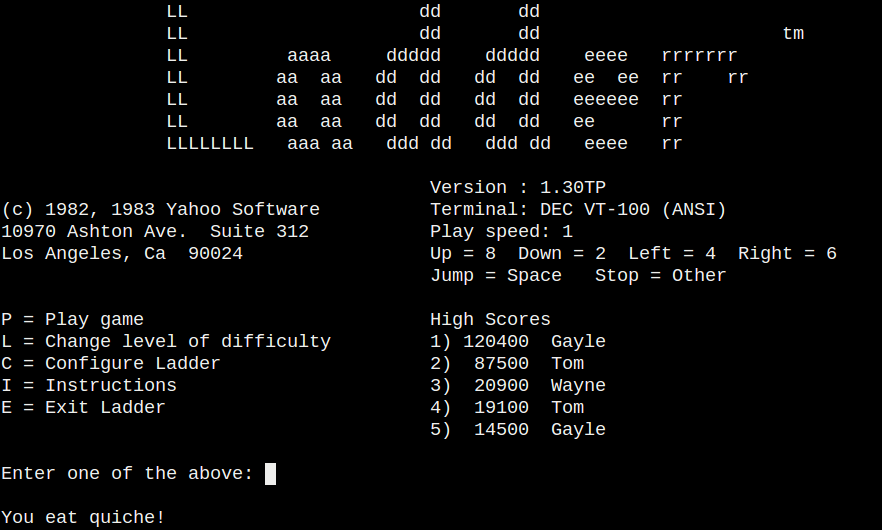 LL                     dd       dd
LL                     dd       dd                      tm
LL         aaaa     ddddd    ddddd    eeee   rrrrrrr
LL        aa  aa   dd  dd   dd  dd   ee  ee  rr    rr
LL        aa  aa   dd  dd   dd  dd   eeeeee  rr
LL        aa  aa   dd  dd   dd  dd   ee      rr
LLLLLLLL   aaa aa   ddd dd   ddd dd   eeee   rr
Version : 1.30TP
(c) 1982, 1983 Yahoo Software          Terminal: DEC VT-100 (ANSI)
10970 Ashton Ave.  Suite 312           Play speed: 1
Los Angeles, Ca  90024                 Up = 8  Down = 2  Left = 4  Right = 6
Jump = Space   Stop = Other
P = Play game                          High Scores
L = Change level of difficulty         1) 120400  Gayle
C = Configure Ladder                   2)  87500  Tom
I = Instructions                       3)  20900  Wayne
E = Exit Ladder                        4)  19100  Tom
5)  14500  Gayle
Enter one of the above:
You eat quiche!